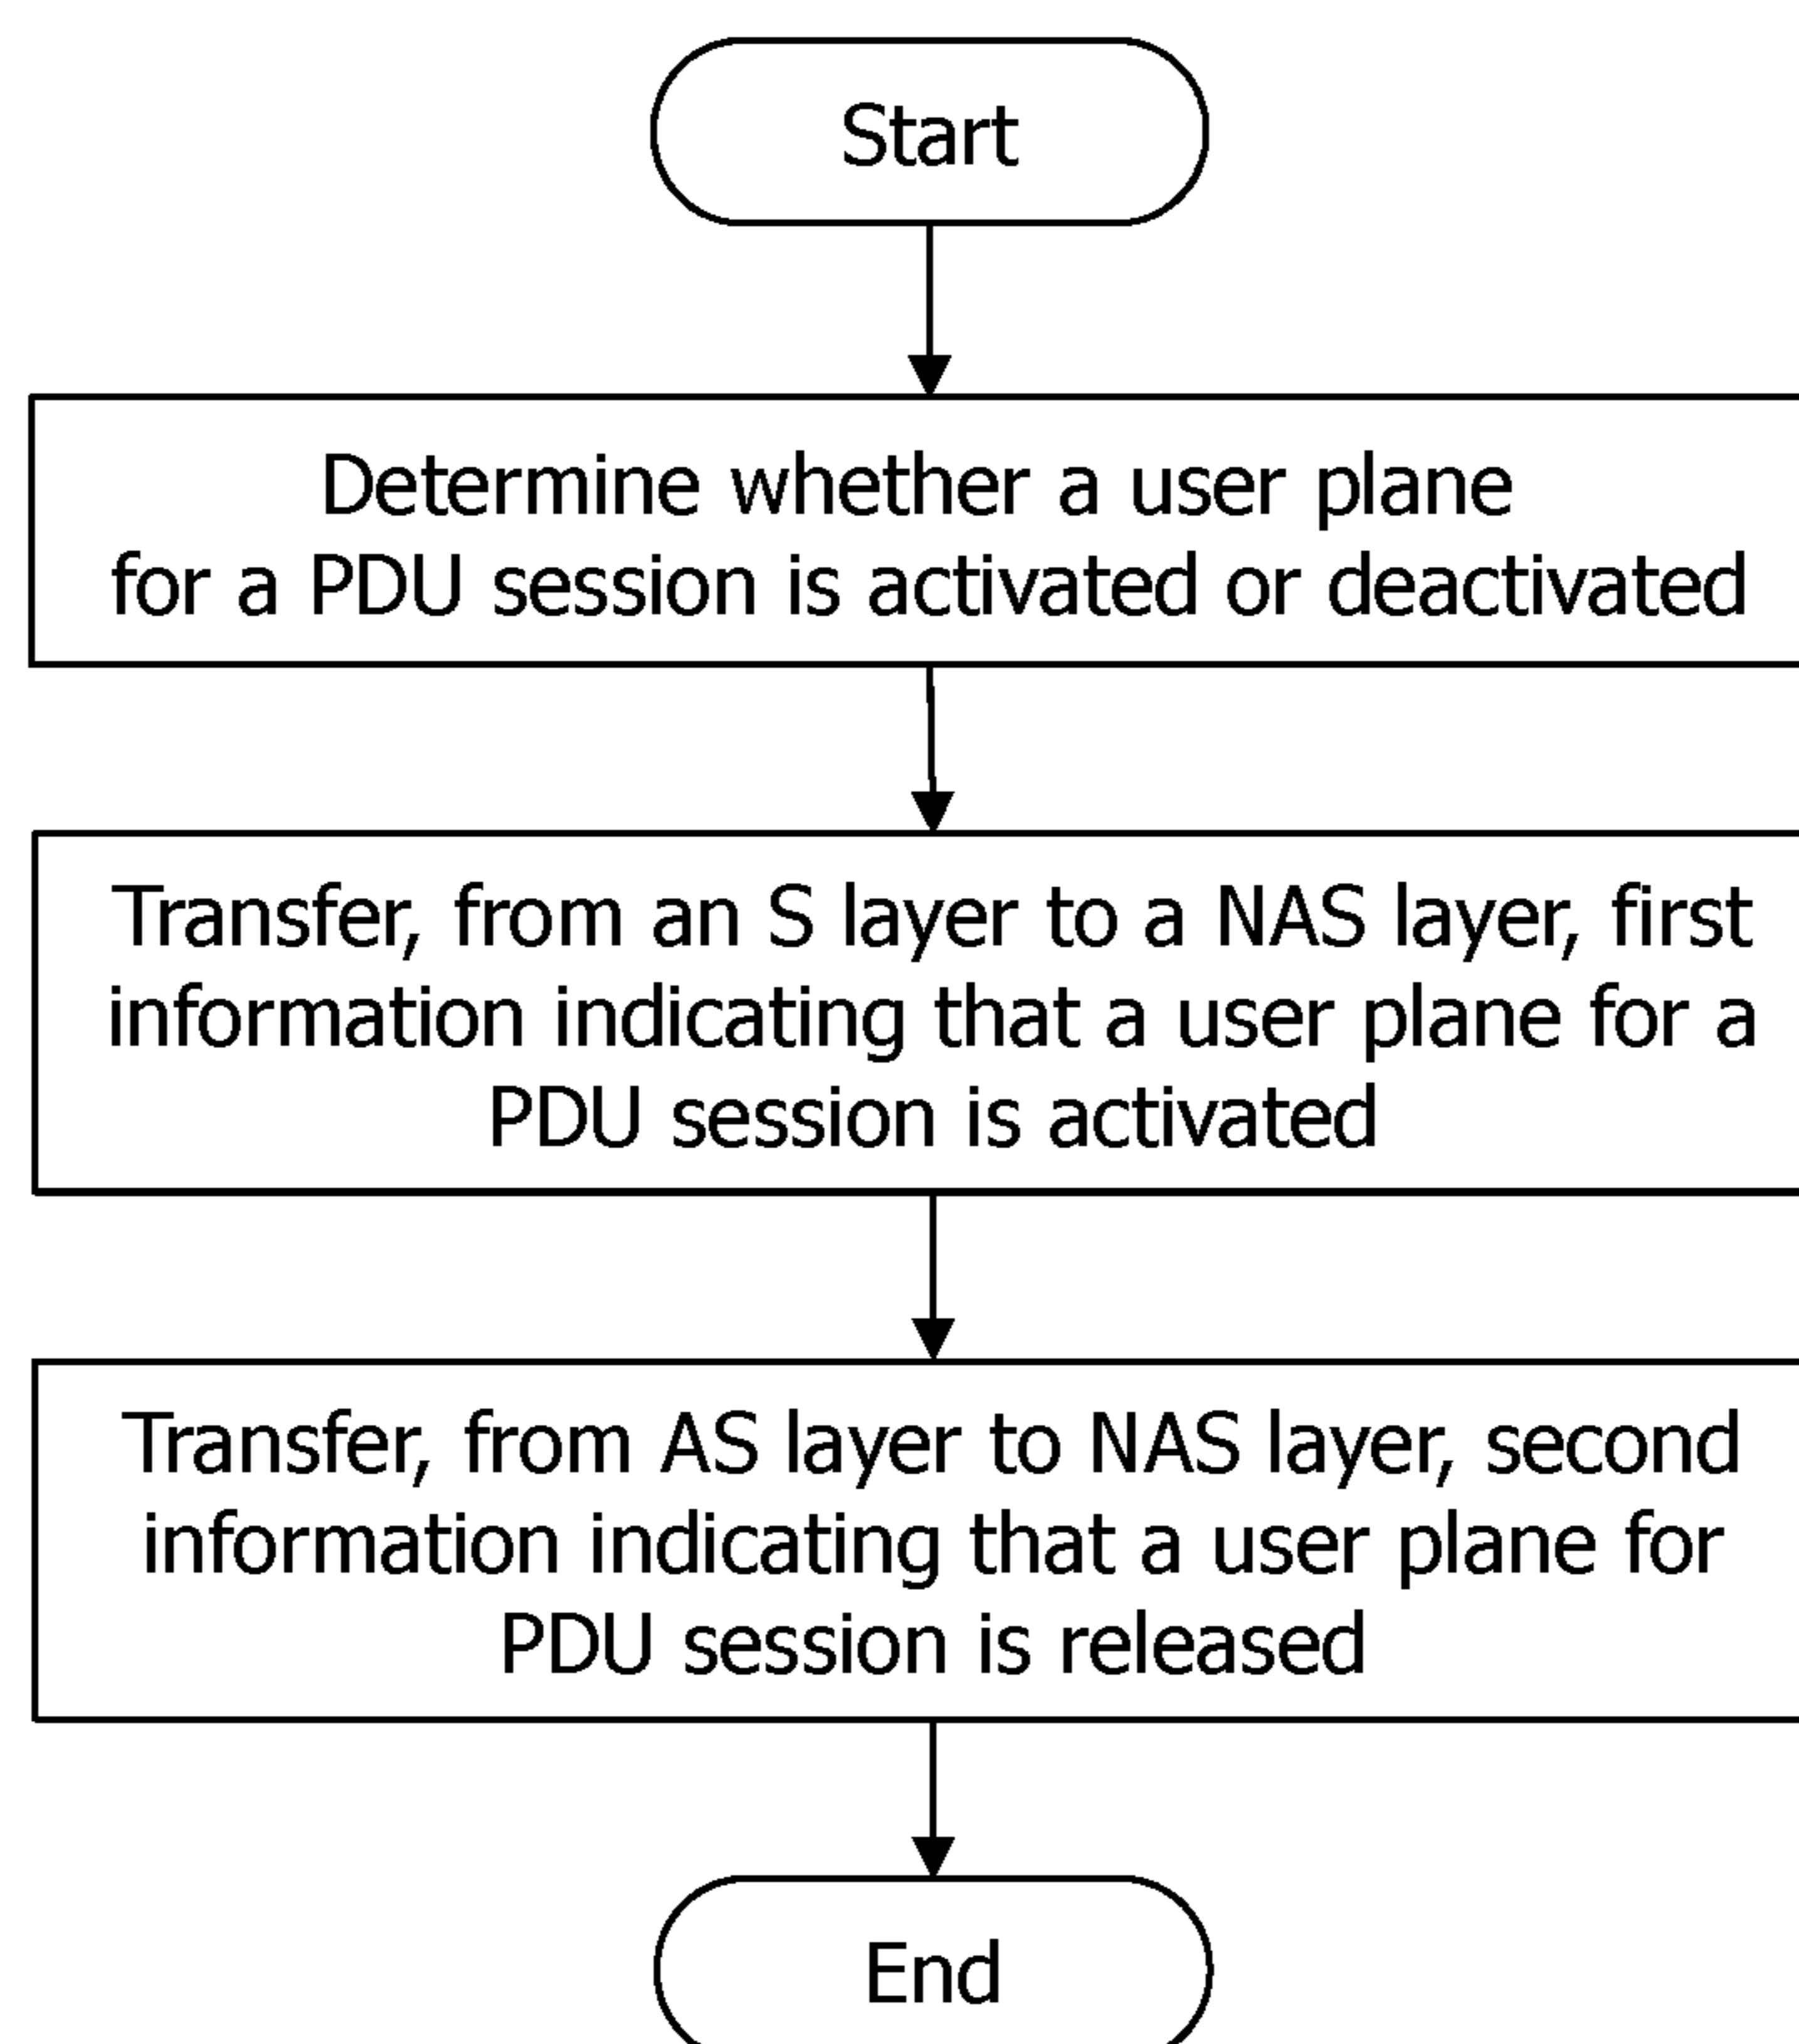 Start
Determine whether a user plane
for a PDU session is activated or deactivated
Transfer, from an S layer to a NAS layer, first
information indicating that a user plane for a
PDU session is activated
Transfer, from AS layer to NAS layer, second
information indicating that a user plane for
PDU session is released
End